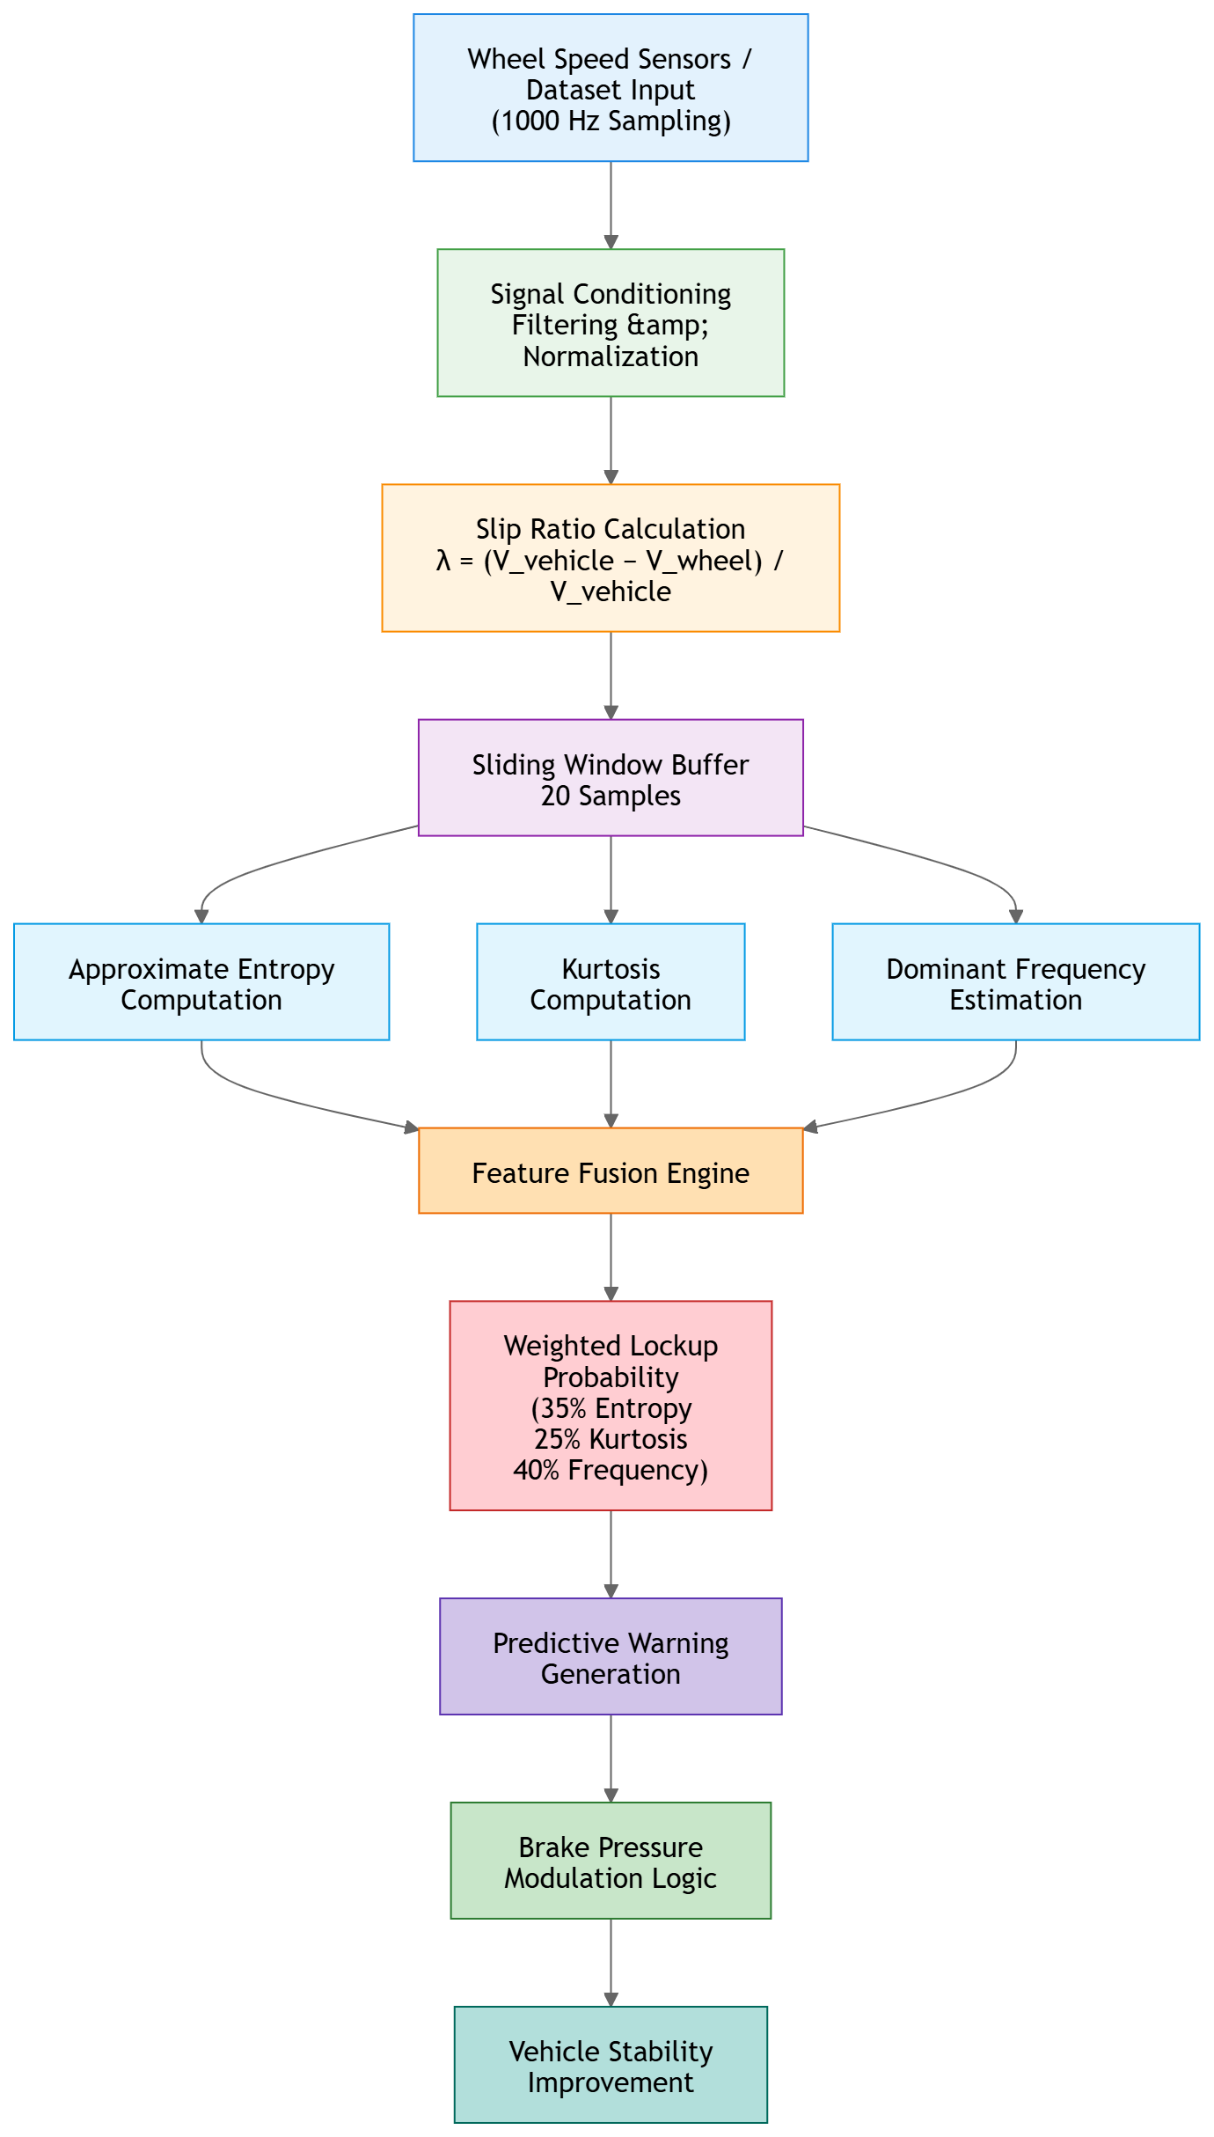 Wheel Speed Sensors /
Dataset Input
(1000 Hz Sampling)
Signal Conditioning
Filtering &amp;
Normalization
Slip Ratio Calculation
λ = (V_vehicle − V_wheel) /
V_vehicle
Sliding Window Buffer
20 Samples
Approximate Entropy
Computation
Kurtosis
Computation
Dominant Frequency
Estimation
Feature Fusion Engine
Weighted Lockup
Probability
(35% Entropy
25% Kurtosis
40% Frequency)
Predictive Warning
Generation
Brake Pressure
Modulation Logic
Vehicle Stability
Improvement